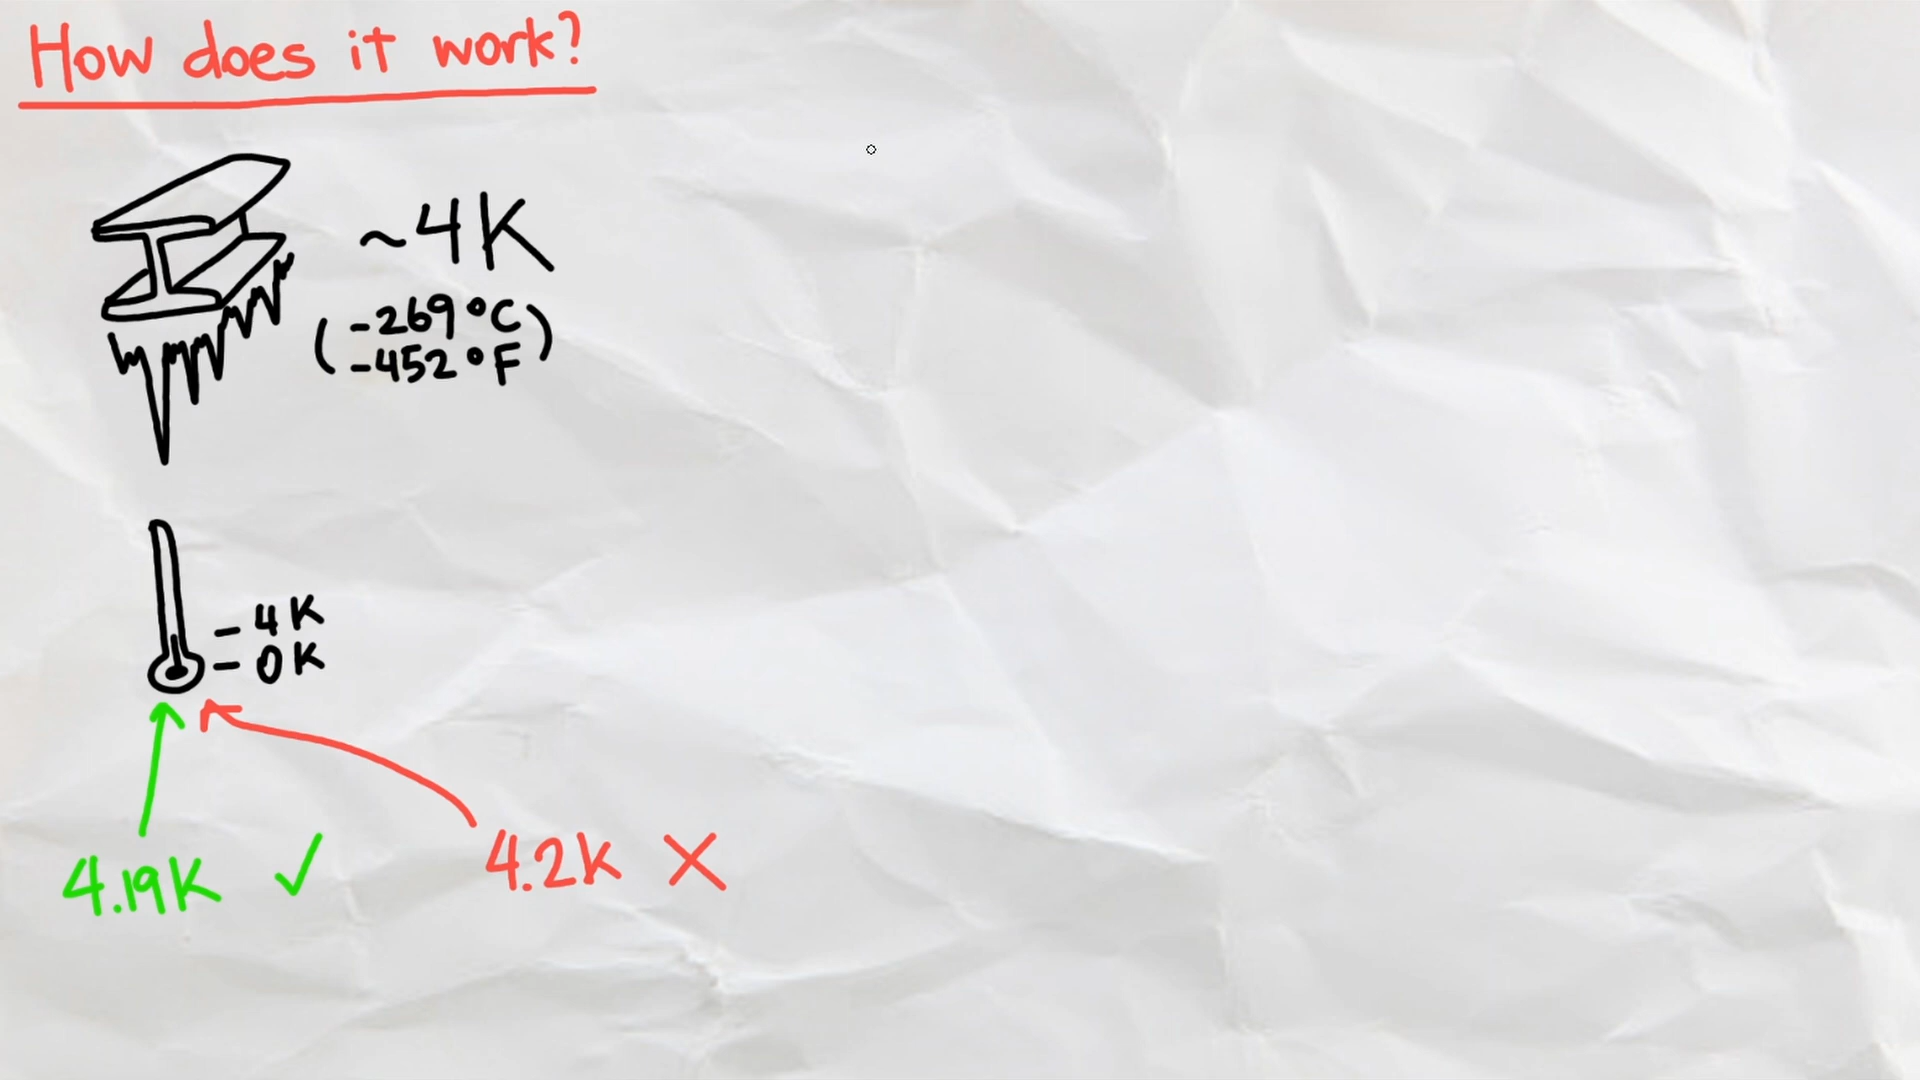 How does it work?
~4K
(-269°C
-452°F)
- 4K
- 0K
4.19K ✓
4.2K X